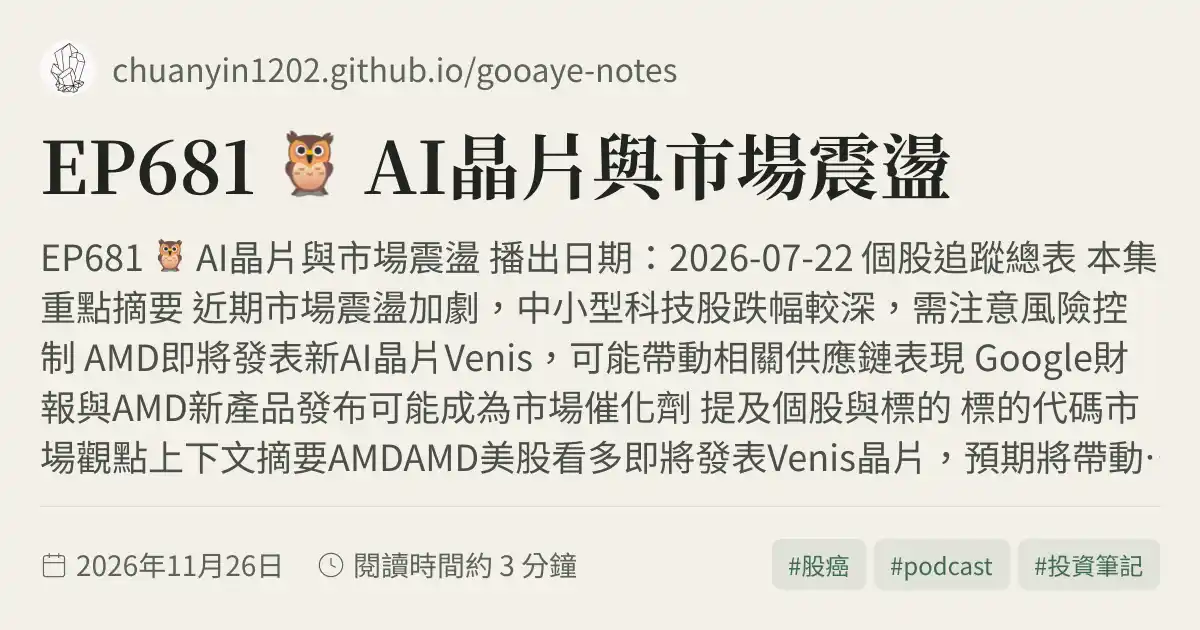 chuanyin1202.github.io/gooaye-notes
EP681 🦉 AI晶片與市場震盪
EP681 🦉 AI晶片與市場震盪 播出日期：2026-07-22 個股追蹤總表 本集
重點摘要 近期市場震盪加劇，中小型科技股跌幅較深，需注意風險控
制 AMD即將發表新AI晶片Venis，可能帶動相關供應鏈表現 Google財
報與AMD新產品發布可能成為市場催化劑 提及個股與標的 標的代碼市
場觀點上下文摘要AMDAMD美股看多即將發表Venis晶片，預期將帶動…
2026年11月26日
閱讀時間約 3 分鐘
#股癌
#podcast
#投資筆記